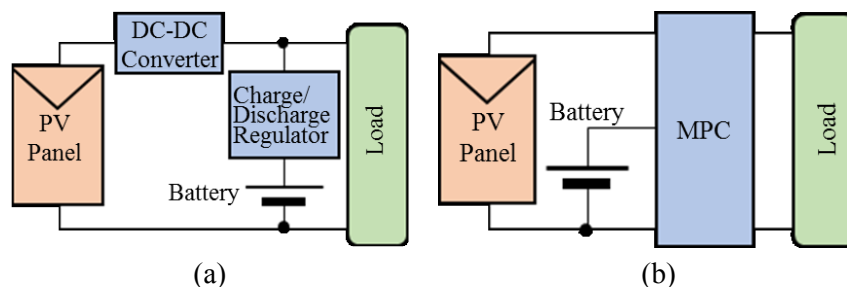 DC-DC
Converter
PV
Panel
Charge/
Discharge
Regulator
Battery
Load
(a)
PV
Panel
Battery
MPC
Load
(b)